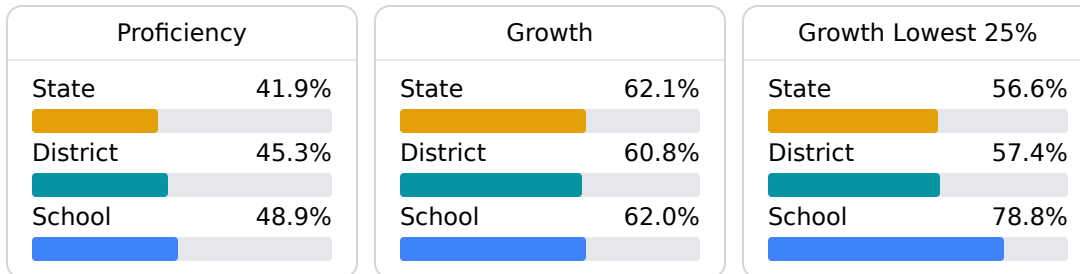 Proficiency
State 41.9%
District 45.3%
School 48.9%
Growth
State 62.1%
District 60.8%
School 62.0%
Growth Lowest 25%
State 56.6%
District 57.4%
School 78.8%